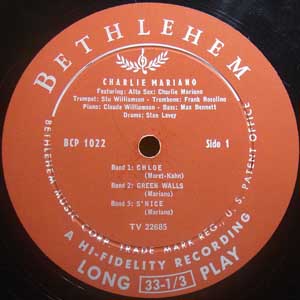 BETHLEHEM
CHARLIE MARIANO
Featuring: Alto Sax: Charlie Mariano
Trumpet: Stu Williamson - Trombone: Frank Rosolino
Piano: Claude Williamson - Bass: Max Bennett
Drums: Stan Levey
BCP 1022 Side 1
Band 1: CHLOE
(Moret-Kahn)
Band 2: GREEN WALLS
(Mariano)
Band 3: S'NICE
(Mariano)
TV 22685
BETHLEHEM MUSIC CORP. TRADE MARK REG. U. S. PATENT OFFICE
A HI-FIDELITY RECORDING
LONG 33-1/3 PLAY